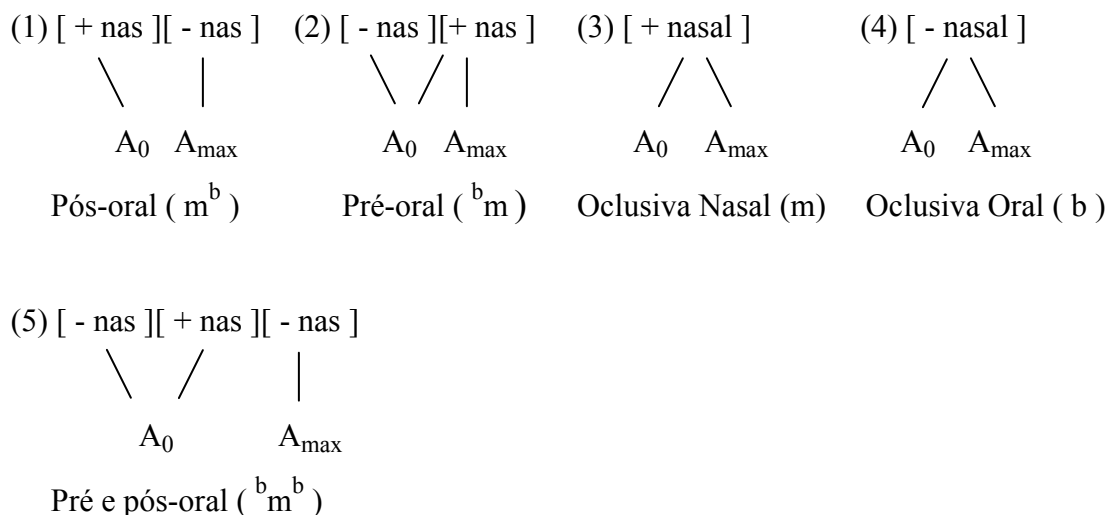 (1) [ + nas ][ - nas ] (2) [ - nas ][+ nas ] (3) [ + nasal ] (4) [ - nasal ]
A₀ Aₘₐₓ A₀ Aₘₐₓ A₀ Aₘₐₓ A₀ Aₘₐₓ
Pós-oral ( mᵇ ) Pré-oral ( ᵇm ) Oclusiva Nasal (m) Oclusiva Oral ( b )
(5) [ - nas ][ + nas ][ - nas ]
A₀ Aₘₐₓ
Pré e pós-oral ( ᵇmᵇ )